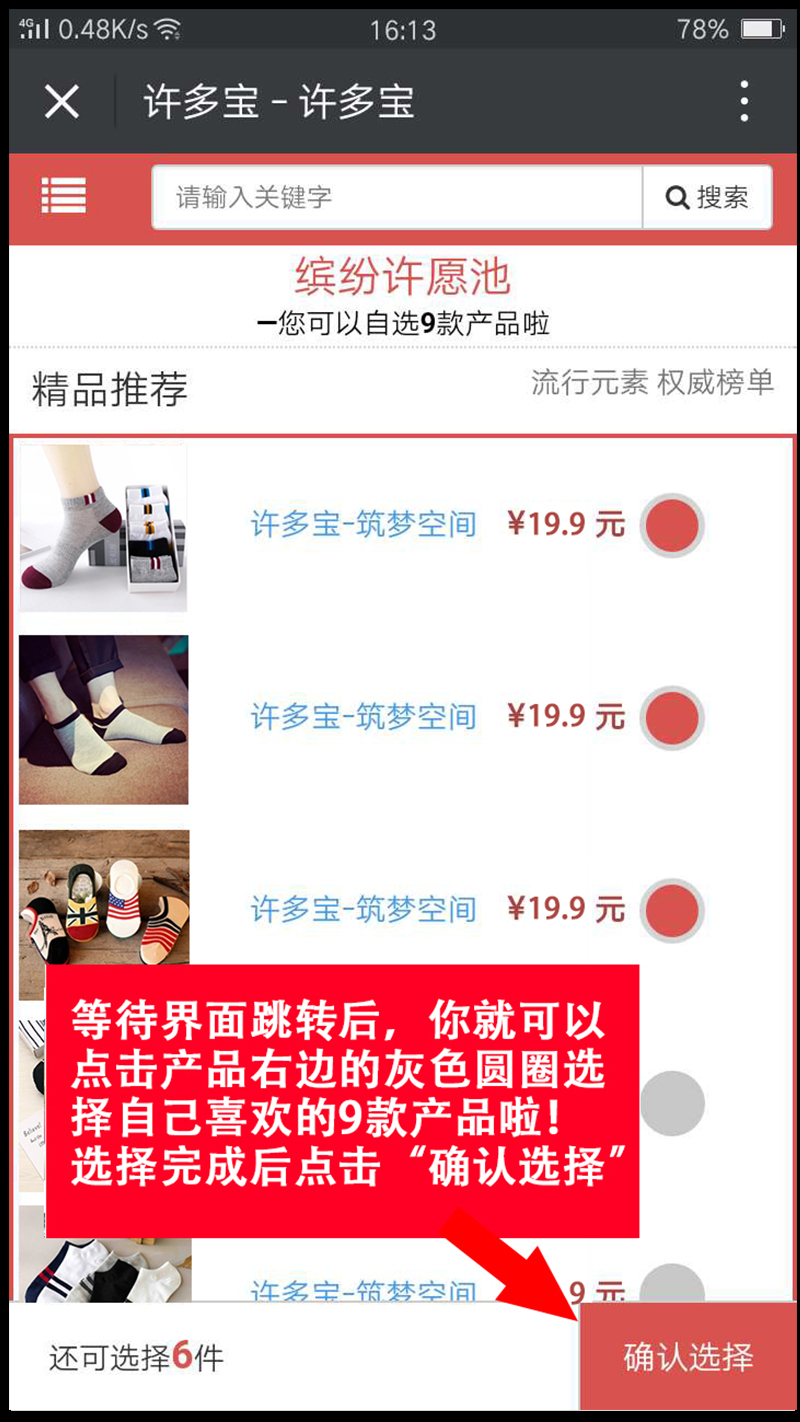 4G 0.48K/s 16:13 78%
许多宝 - 许多宝
请输入关键字 搜索
缤纷许愿池
—您可以自选9款产品啦
精品推荐 流行元素 权威榜单
许多宝-筑梦空间 ¥19.9 元
许多宝-筑梦空间 ¥19.9 元
许多宝-筑梦空间 ¥19.9 元
等待界面跳转后，你就可以
点击产品右边的灰色圆圈选
择自己喜欢的9款产品啦！
选择完成后点击“确认选择”
许多宝-筑梦空间 9 元
还可选择6件 确认选择